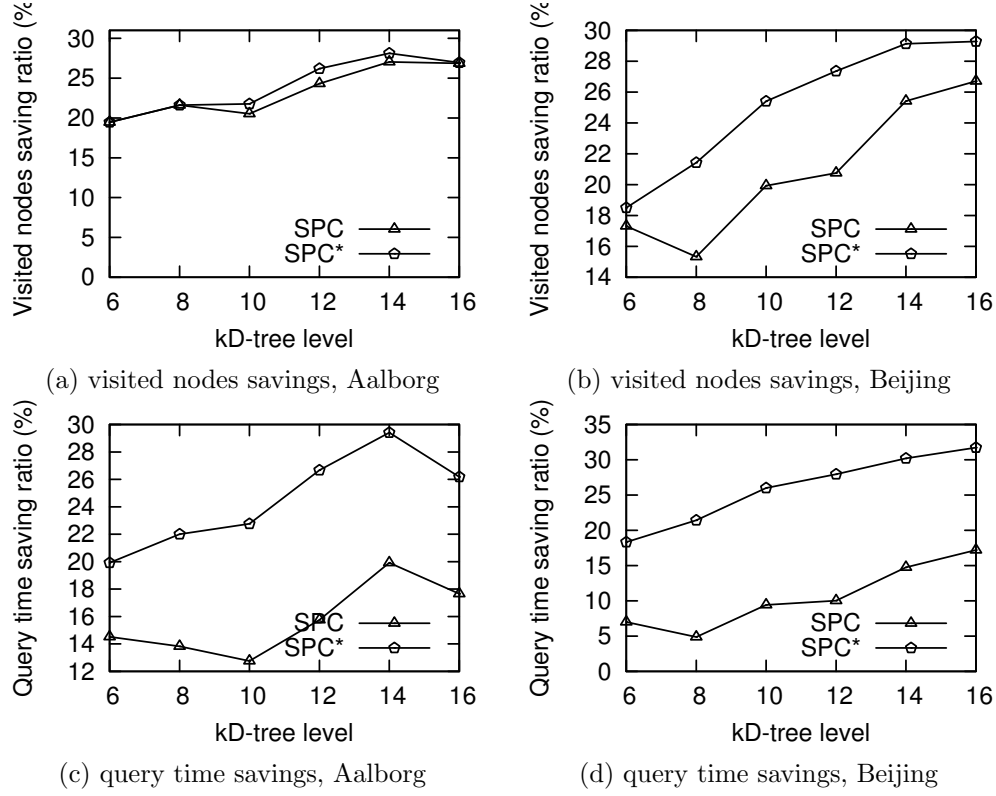 Visited nodes saving ratio (%
30
25
20
15
10
5
0
SPC
SPC*
6 8 10 12 14 16
kD-tree level
(a) visited nodes savings, Aalborg
Visited nodes saving ratio (%
30
28
26
24
22
20
18
16
14
SPC
SPC*
6 8 10 12 14 16
kD-tree level
(b) visited nodes savings, Beijing
Query time saving ratio (%)
30
28
26
24
22
20
18
16
14
12
SPC
SPC*
6 8 10 12 14 16
kD-tree level
(c) query time savings, Aalborg
Query time saving ratio (%)
35
30
25
20
15
10
5
0
SPC
SPC*
6 8 10 12 14 16
kD-tree level
(d) query time savings, Beijing